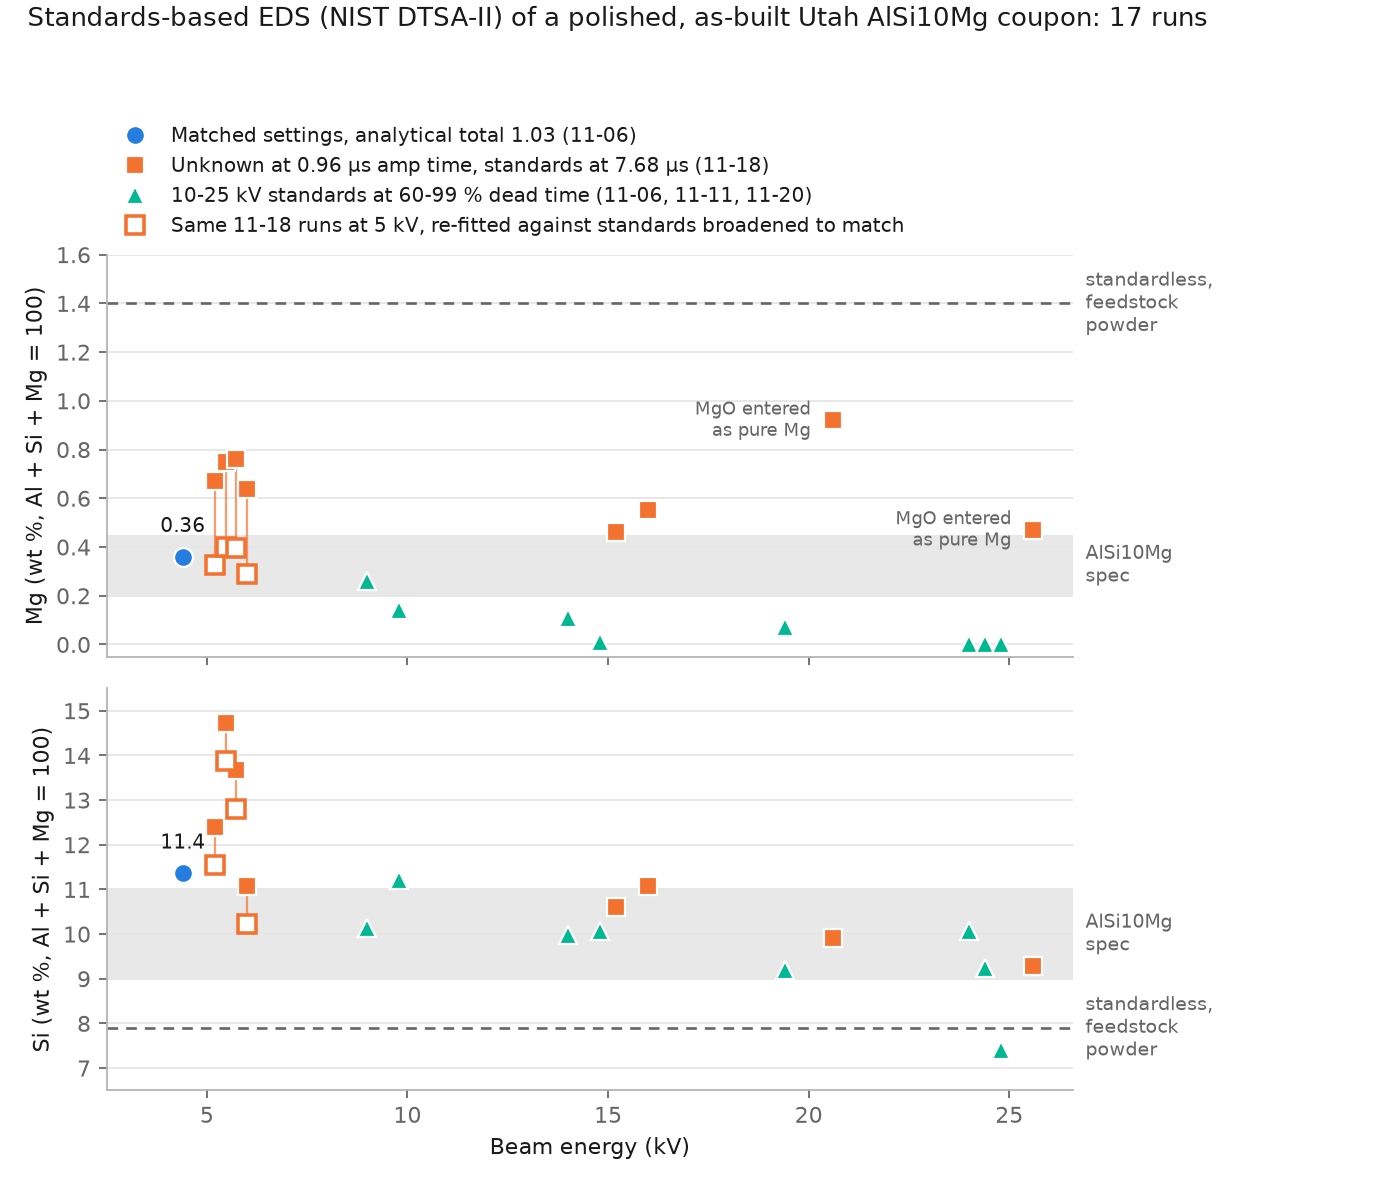 Standards-based EDS (NIST DTSA-II) of a polished, as-built Utah AlSi10Mg coupon: 17 runs
Matched settings, analytical total 1.03 (11-06)
Unknown at 0.96 µs amp time, standards at 7.68 µs (11-18)
10-25 kV standards at 60-99 % dead time (11-06, 11-11, 11-20)
Same 11-18 runs at 5 kV, re-fitted against standards broadened to match
Mg (wt %, Al + Si + Mg = 100)
1.6
1.4
1.2
1.0
0.8
0.6
0.4
0.2
0.0
standardless,
feedstock
powder
MgO entered
as pure Mg
0.36
MgO entered
as pure Mg
AlSi10Mg
spec
Si (wt %, Al + Si + Mg = 100)
15
14
13
12
11
10
9
8
7
11.4
AlSi10Mg
spec
standardless,
feedstock
powder
5
10
15
20
25
Beam energy (kV)